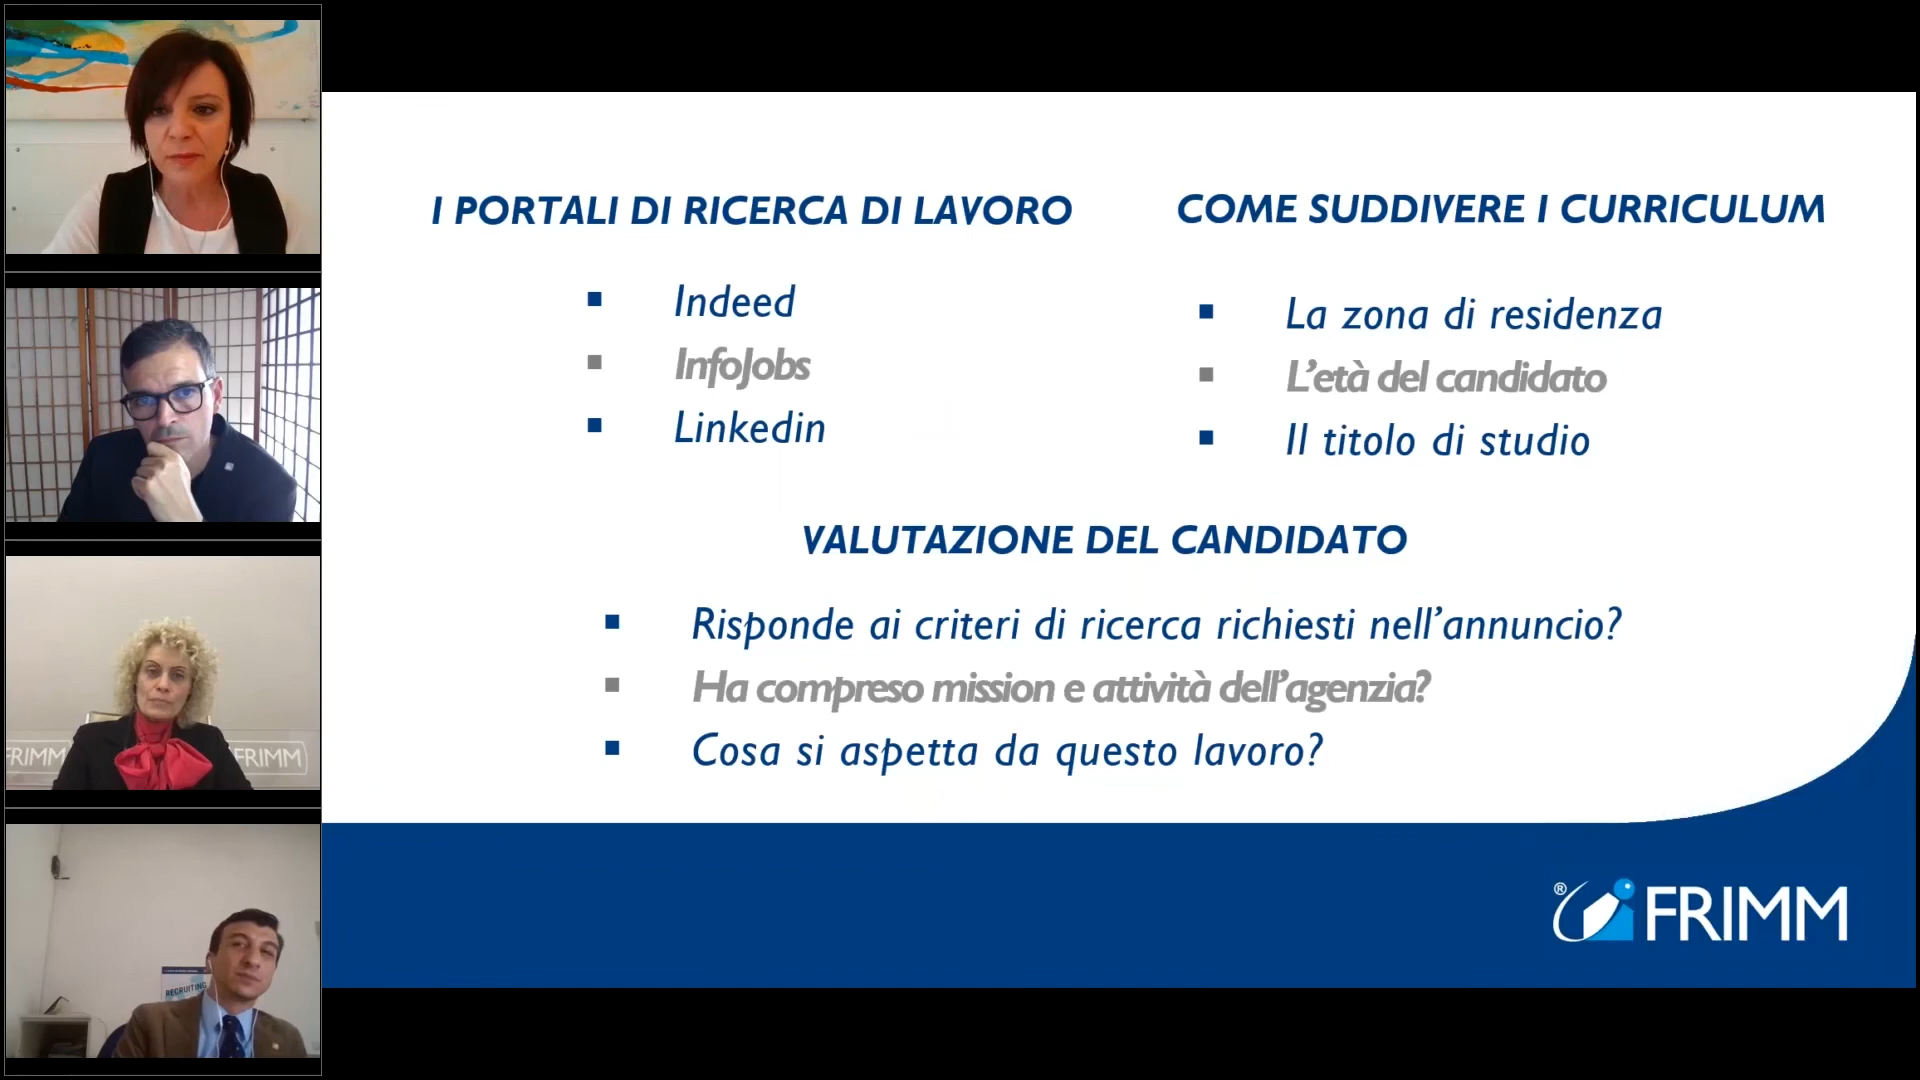 I PORTALI DI RICERCA DI LAVORO
COME SUDDIVERE I CURRICULUM
▪ Indeed
▪ InfoJobs
▪ Linkedin
▪ La zona di residenza
▪ L’età del candidato
▪ Il titolo di studio
VALUTAZIONE DEL CANDIDATO
▪ Risponde ai criteri di ricerca richiesti nell’annuncio?
▪ Ha compreso mission e attività dell’agenzia?
▪ Cosa si aspetta da questo lavoro?
® FRIMM
FRIMM
FRIMM
RECRUITING